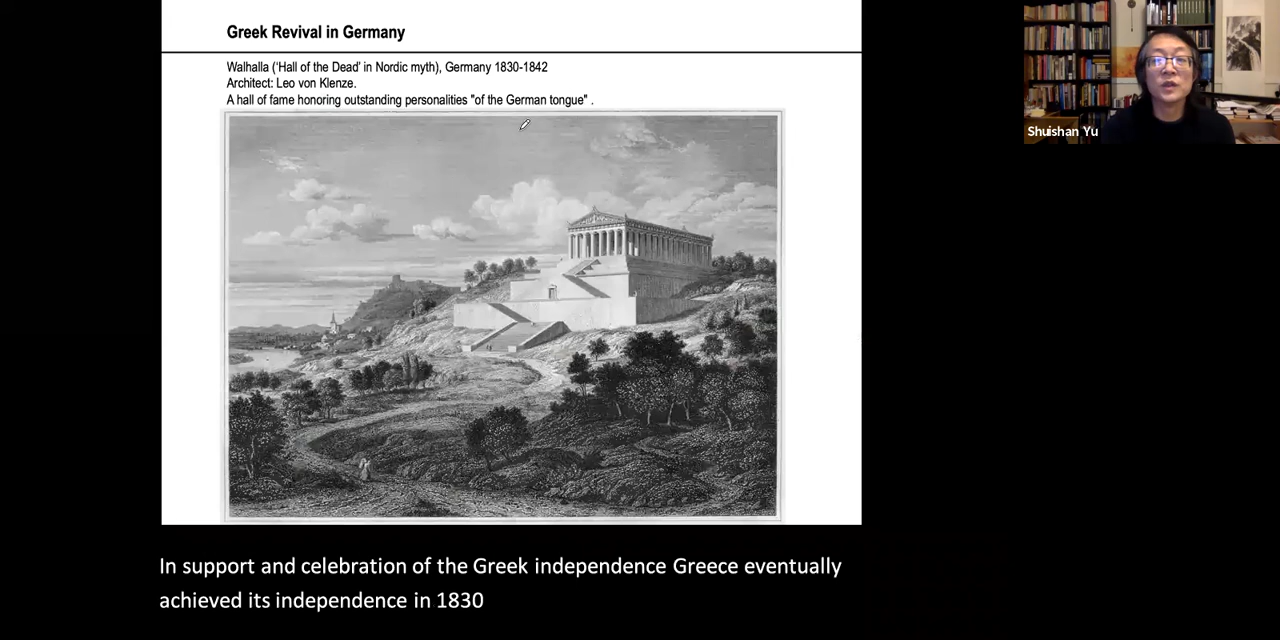 Greek Revival in Germany
Walhalla ('Hall of the Dead' in Nordic myth), Germany 1830-1842
Architect: Leo von Klenze.
A hall of fame honoring outstanding personalities "of the German tongue" .
Shuishan Yu
In support and celebration of the Greek independence Greece eventually
achieved its independence in 1830